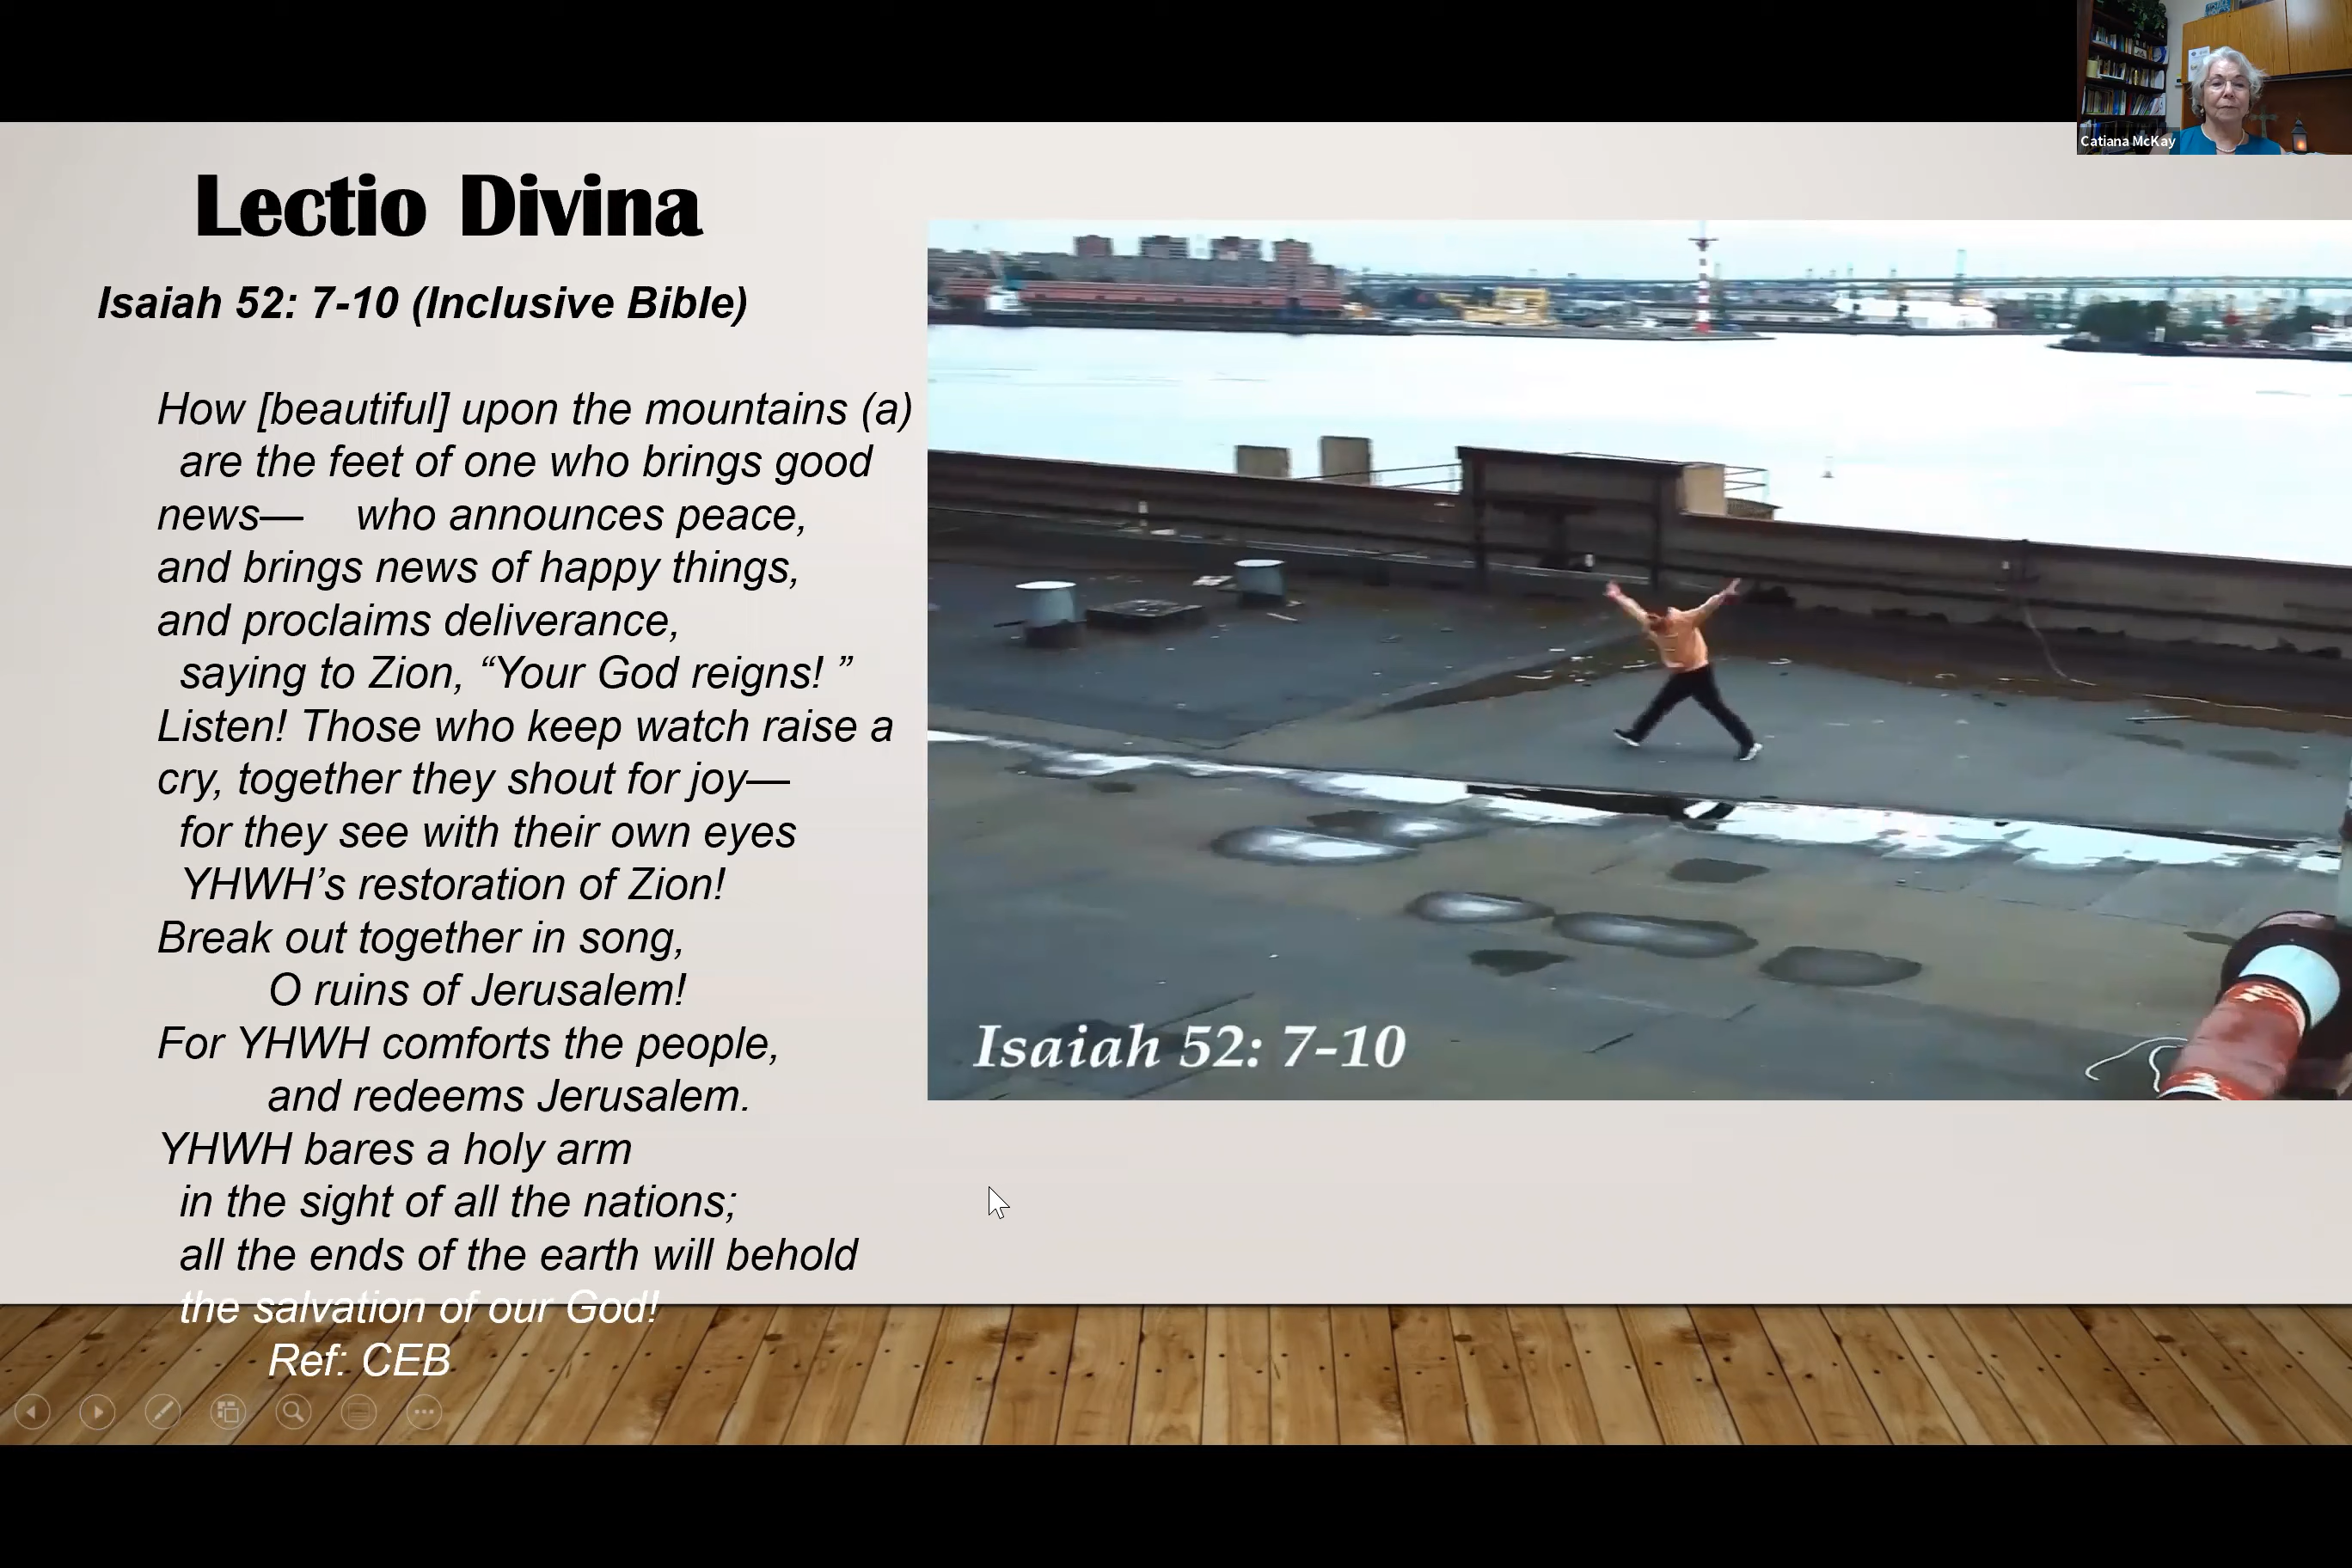 Catiana McKay
Lectio Divina
Isaiah 52: 7-10 (Inclusive Bible)
How [beautiful] upon the mountains (a)
are the feet of one who brings good
news— who announces peace,
and brings news of happy things,
and proclaims deliverance,
saying to Zion, “Your God reigns! ”
Listen! Those who keep watch raise a
cry, together they shout for joy—
for they see with their own eyes
YHWH’s restoration of Zion!
Break out together in song,
O ruins of Jerusalem!
For YHWH comforts the people,
and redeems Jerusalem.
YHWH bares a holy arm
in the sight of all the nations;
all the ends of the earth will behold
the salvation of our God!
Ref: CEB
Isaiah 52: 7-10